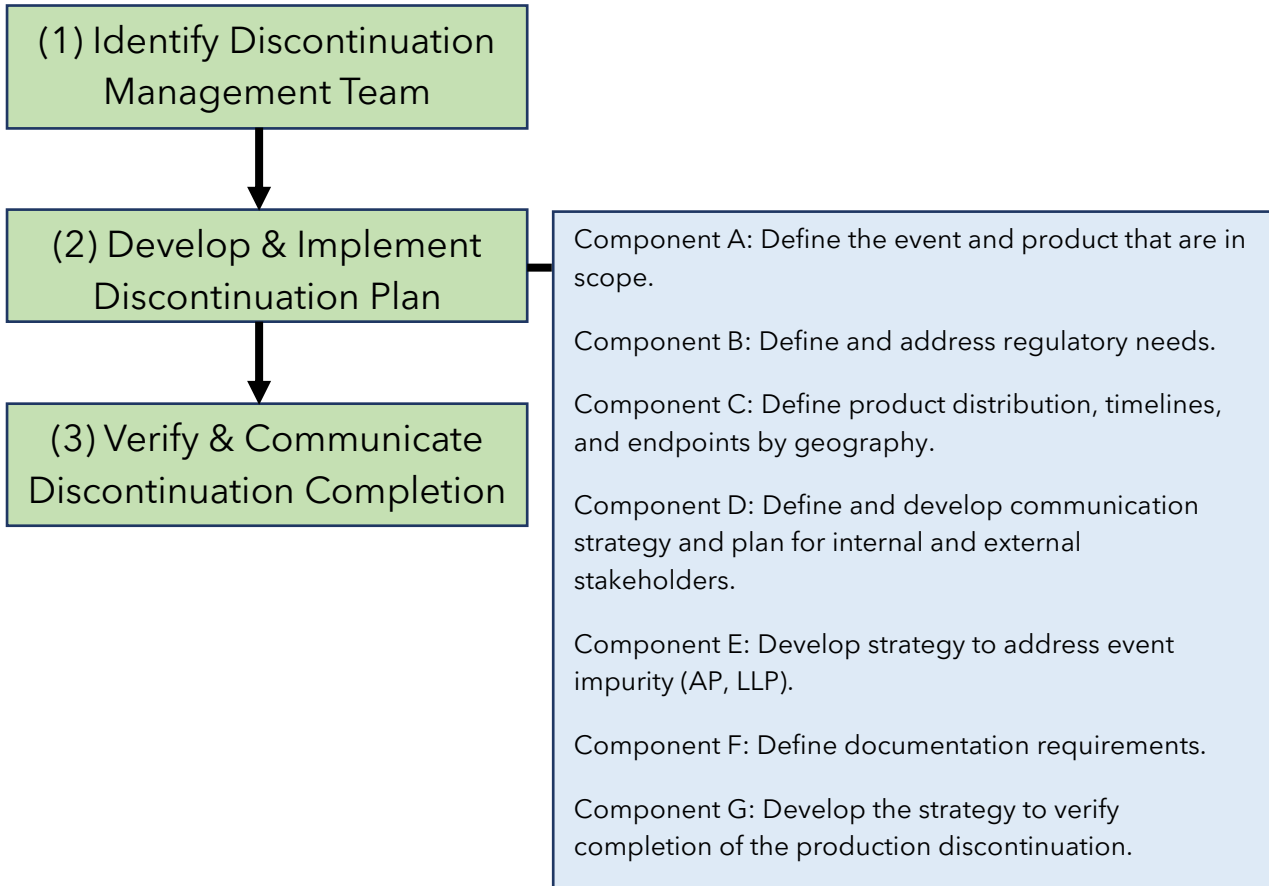 (1) Identify Discontinuation
Management Team
(2) Develop & Implement
Discontinuation Plan
(3) Verify & Communicate
Discontinuation Completion
Component A: Define the event and product that are in
scope.
Component B: Define and address regulatory needs.
Component C: Define product distribution, timelines,
and endpoints by geography.
Component D: Define and develop communication
strategy and plan for internal and external
stakeholders.
Component E: Develop strategy to address event
impurity (AP, LLP).
Component F: Define documentation requirements.
Component G: Develop the strategy to verify
completion of the production discontinuation.